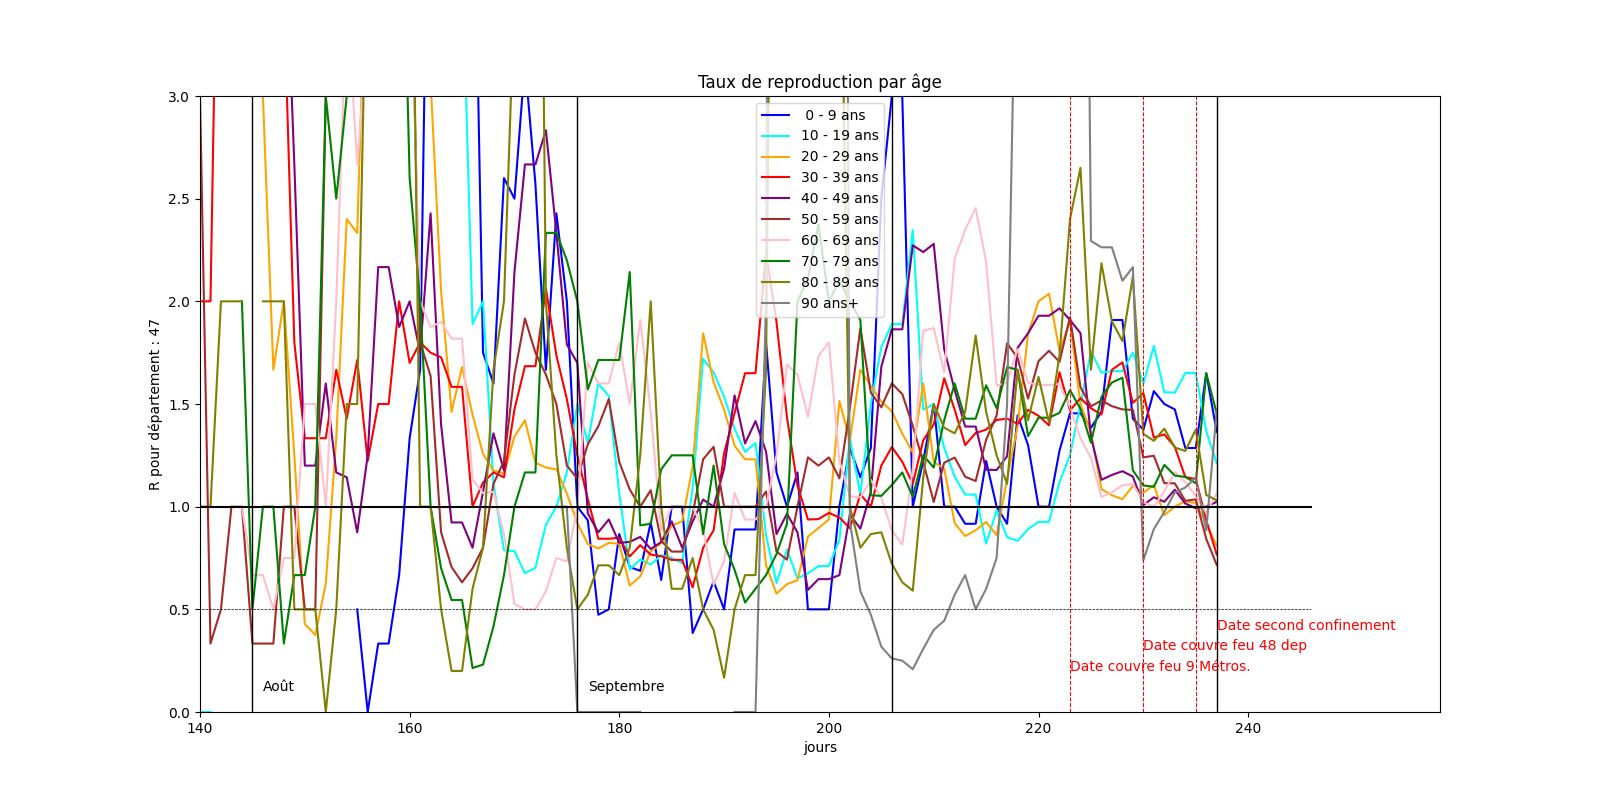 Taux de reproduction par âge
R pour département : 47
3.0
2.5
2.0
1.5
1.0
0.5
0.0
0 - 9 ans
10 - 19 ans
20 - 29 ans
30 - 39 ans
40 - 49 ans
50 - 59 ans
60 - 69 ans
70 - 79 ans
80 - 89 ans
90 ans+
Date second confinement
Date couvre feu 48 dep
Date couvre feu 9 Métros.
Août
Septembre
140
160
180
200
220
240
jours